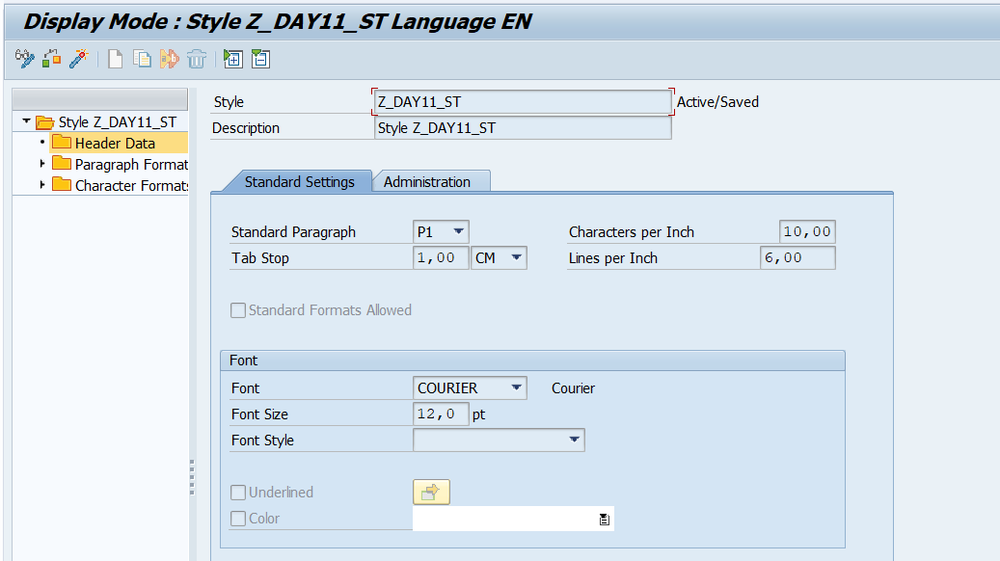 Display Mode : Style Z_DAY11_ST Language EN
Style Z_DAY11_ST
Header Data
Paragraph Format
Character Formats
Style Z_DAY11_ST Active/Saved
Description Style Z_DAY11_ST
Standard Settings Administration
Standard Paragraph P1 Characters per Inch 10,00
Tab Stop 1,00 CM Lines per Inch 6,00
Standard Formats Allowed
Font
Font COURIER Courier
Font Size 12,0 pt
Font Style
Underlined
Color